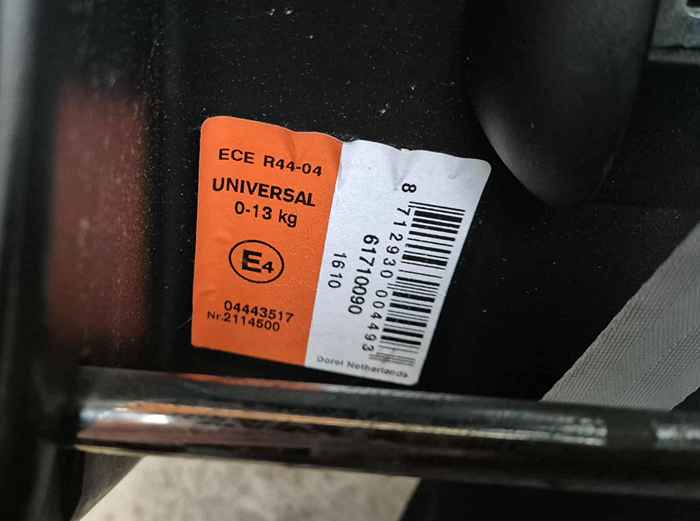 ECE R44-04
UNIVERSAL
0-13 kg
E4
04443517
Nr.2114500
8 712930 004493
61710090
1610
Dorel Netherlands